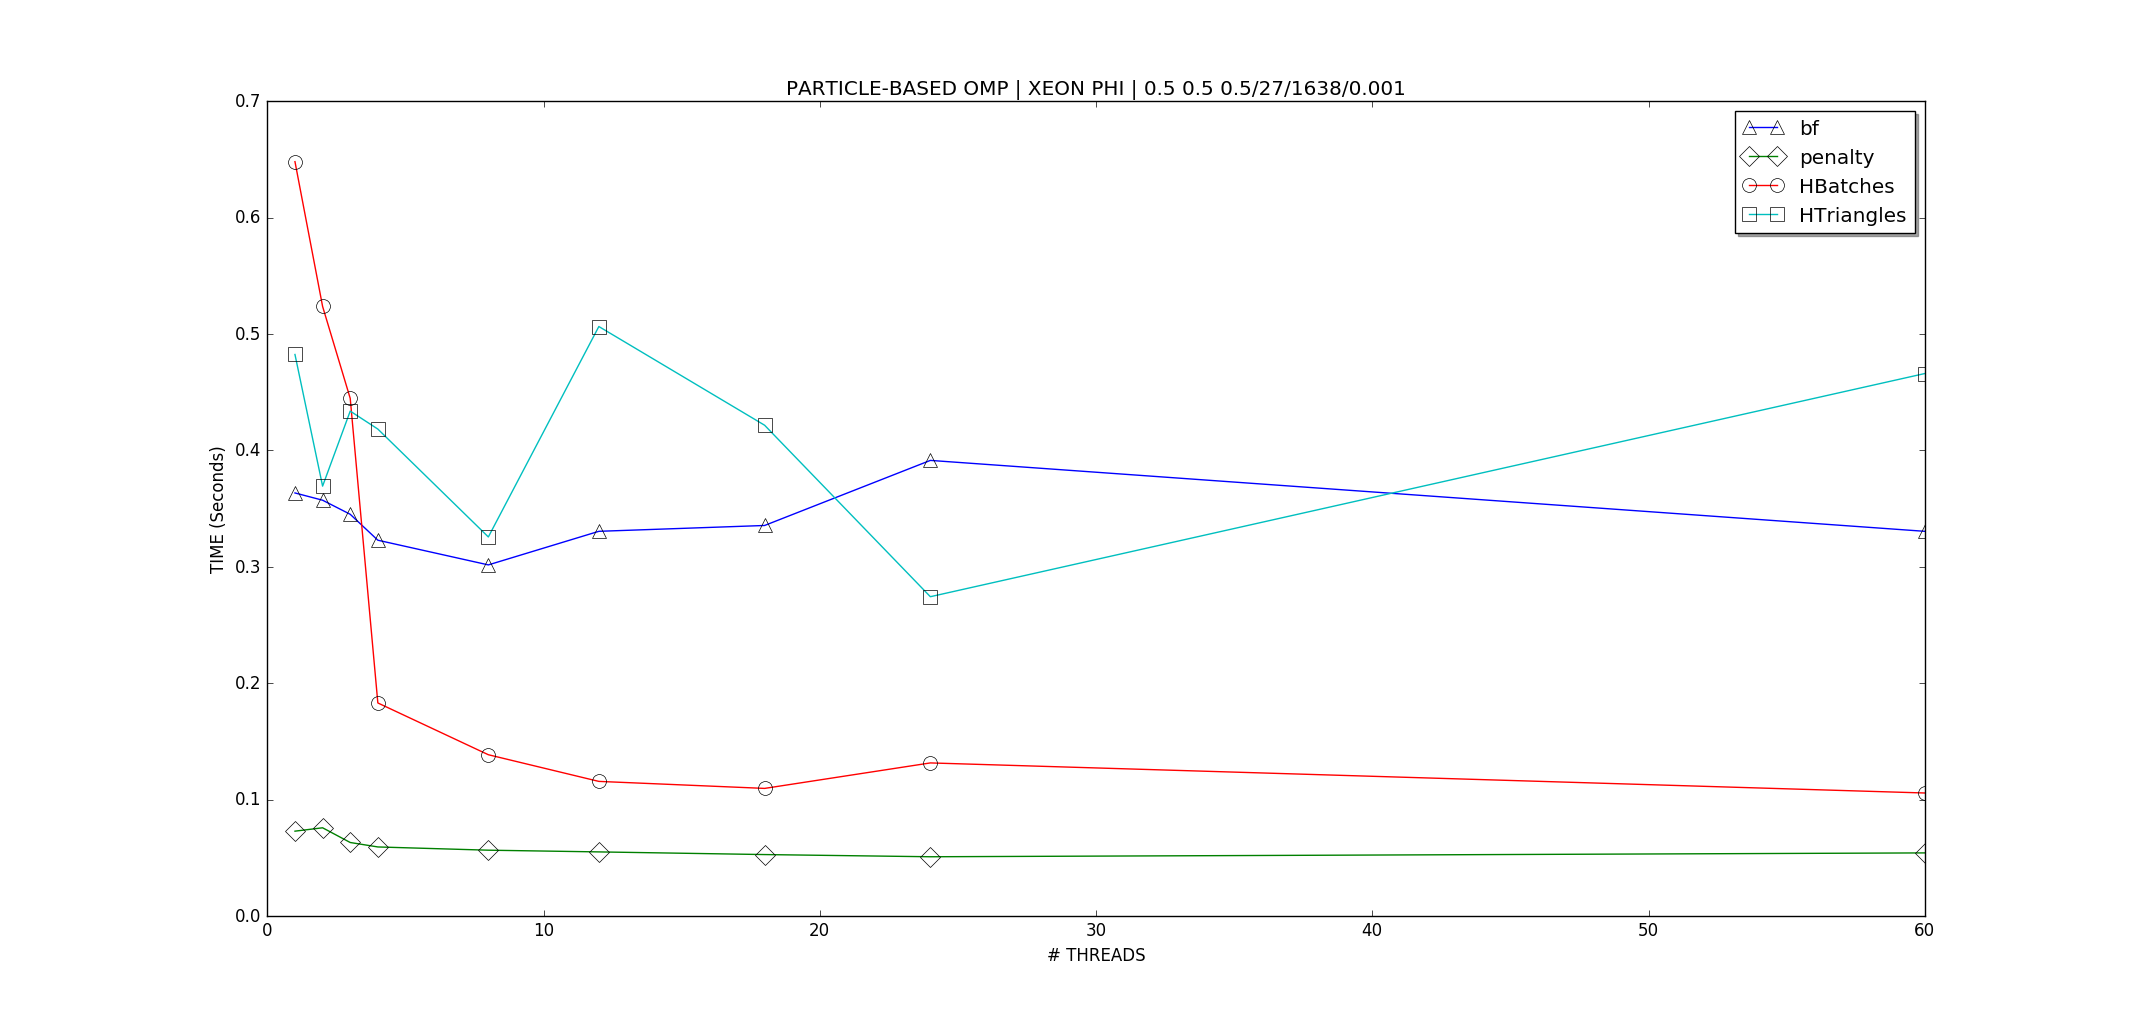 PARTICLE-BASED OMP | XEON PHI | 0.5 0.5 0.5/27/1638/0.001
bf
penalty
HBatches
HTriangles
TIME (Seconds)
0.7
0.6
0.5
0.4
0.3
0.2
0.1
0.0
0 10 20 30 40 50 60
# THREADS